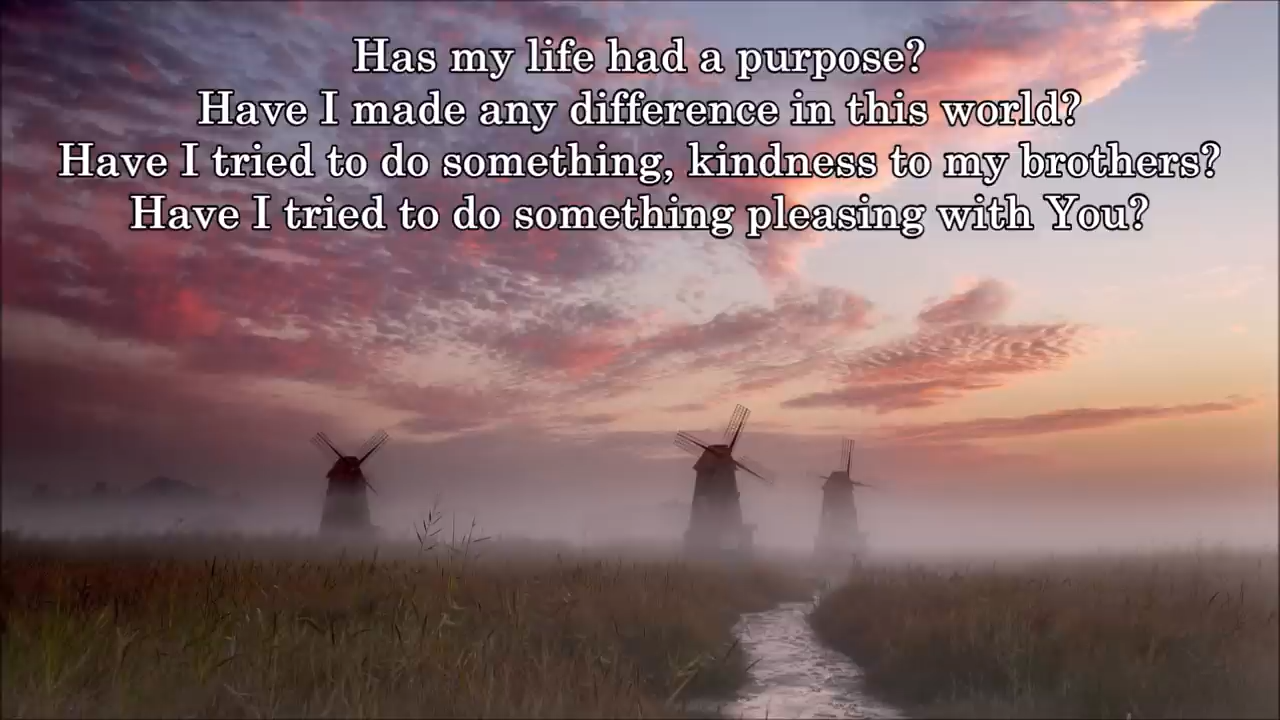 Has my life had a purpose?
Have I made any difference in this world?
Have I tried to do something, kindness to my brothers?
Have I tried to do something pleasing with You?